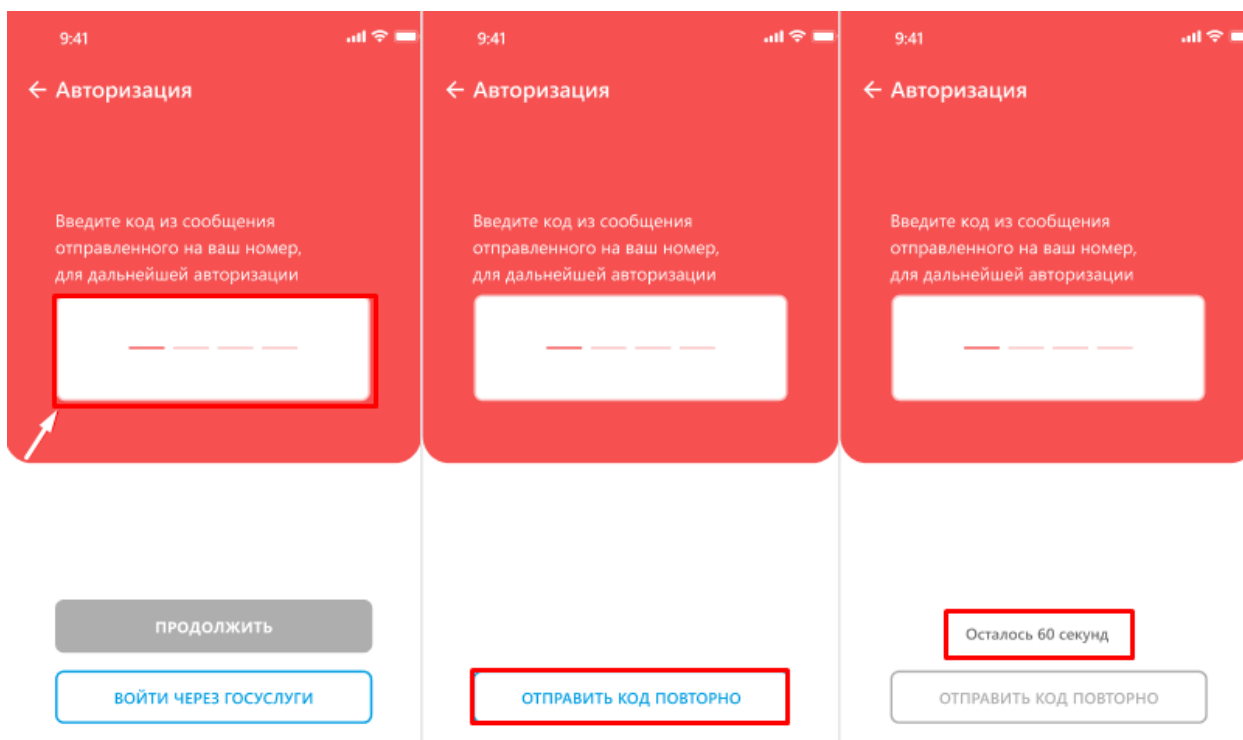 9:41
← Авторизация
Введите код из сообщения
отправленного на ваш номер,
для дальнейшей авторизации
ПРОДОЛЖИТЬ
ВОЙТИ ЧЕРЕЗ ГОСУСЛУГИ
9:41
← Авторизация
Введите код из сообщения
отправленного на ваш номер,
для дальнейшей авторизации
ОТПРАВИТЬ КОД ПОВТОРНО
9:41
← Авторизация
Введите код из сообщения
отправленного на ваш номер,
для дальнейшей авторизации
Осталось 60 секунд
ОТПРАВИТЬ КОД ПОВТОРНО